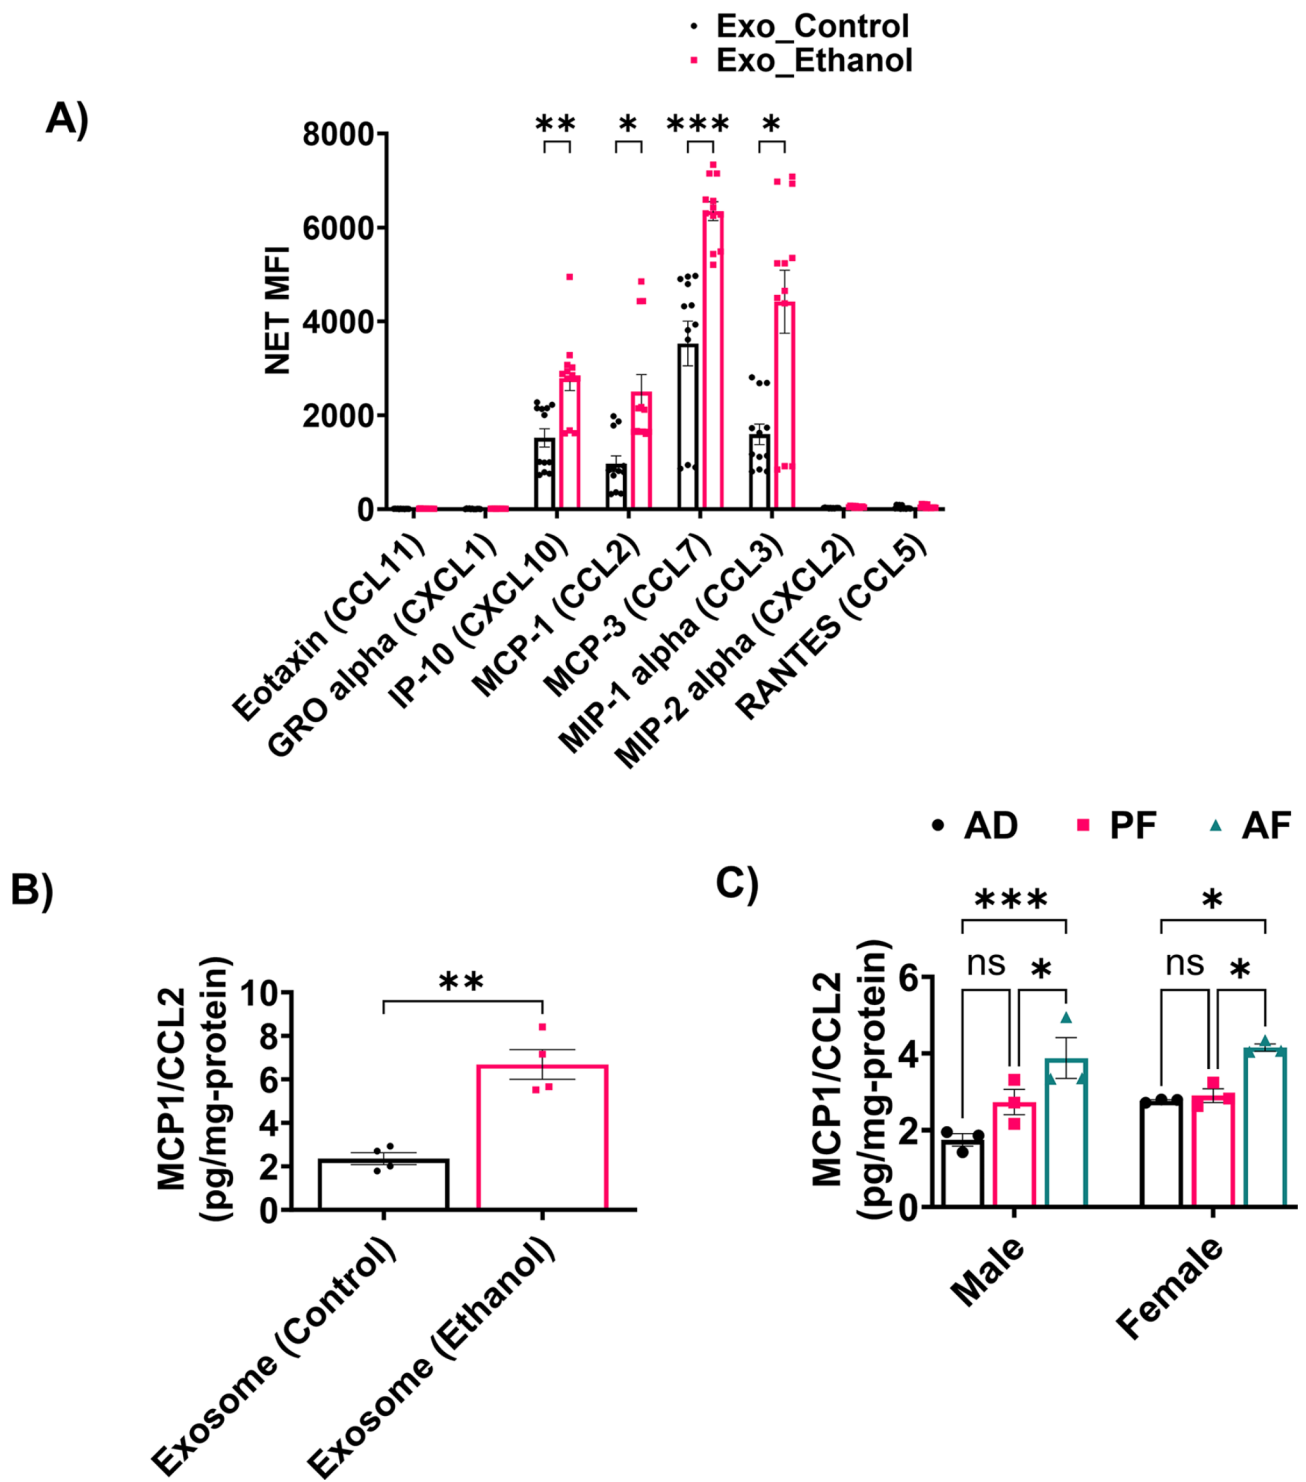 Exo_Control
Exo_Ethanol
A)
** * *** *
8000
6000
4000
2000
0
NET MFI
Eotaxin (CCL11)
GRO alpha (CXCL1)
IP-10 (CXCL10)
MCP-1 (CCL2)
MCP-3 (CCL7)
MIP-1 alpha (CCL3)
MIP-2 alpha (CXCL2)
RANTES (CCL5)
B)
**
MCP1/CCL2
(pg/mg-protein)
10
8
6
4
2
0
Exosome (Control)
Exosome (Ethanol)
AD PF AF
C)
*** *
ns * ns *
MCP1/CCL2
(pg/mg-protein)
6
4
2
0
Male
Female